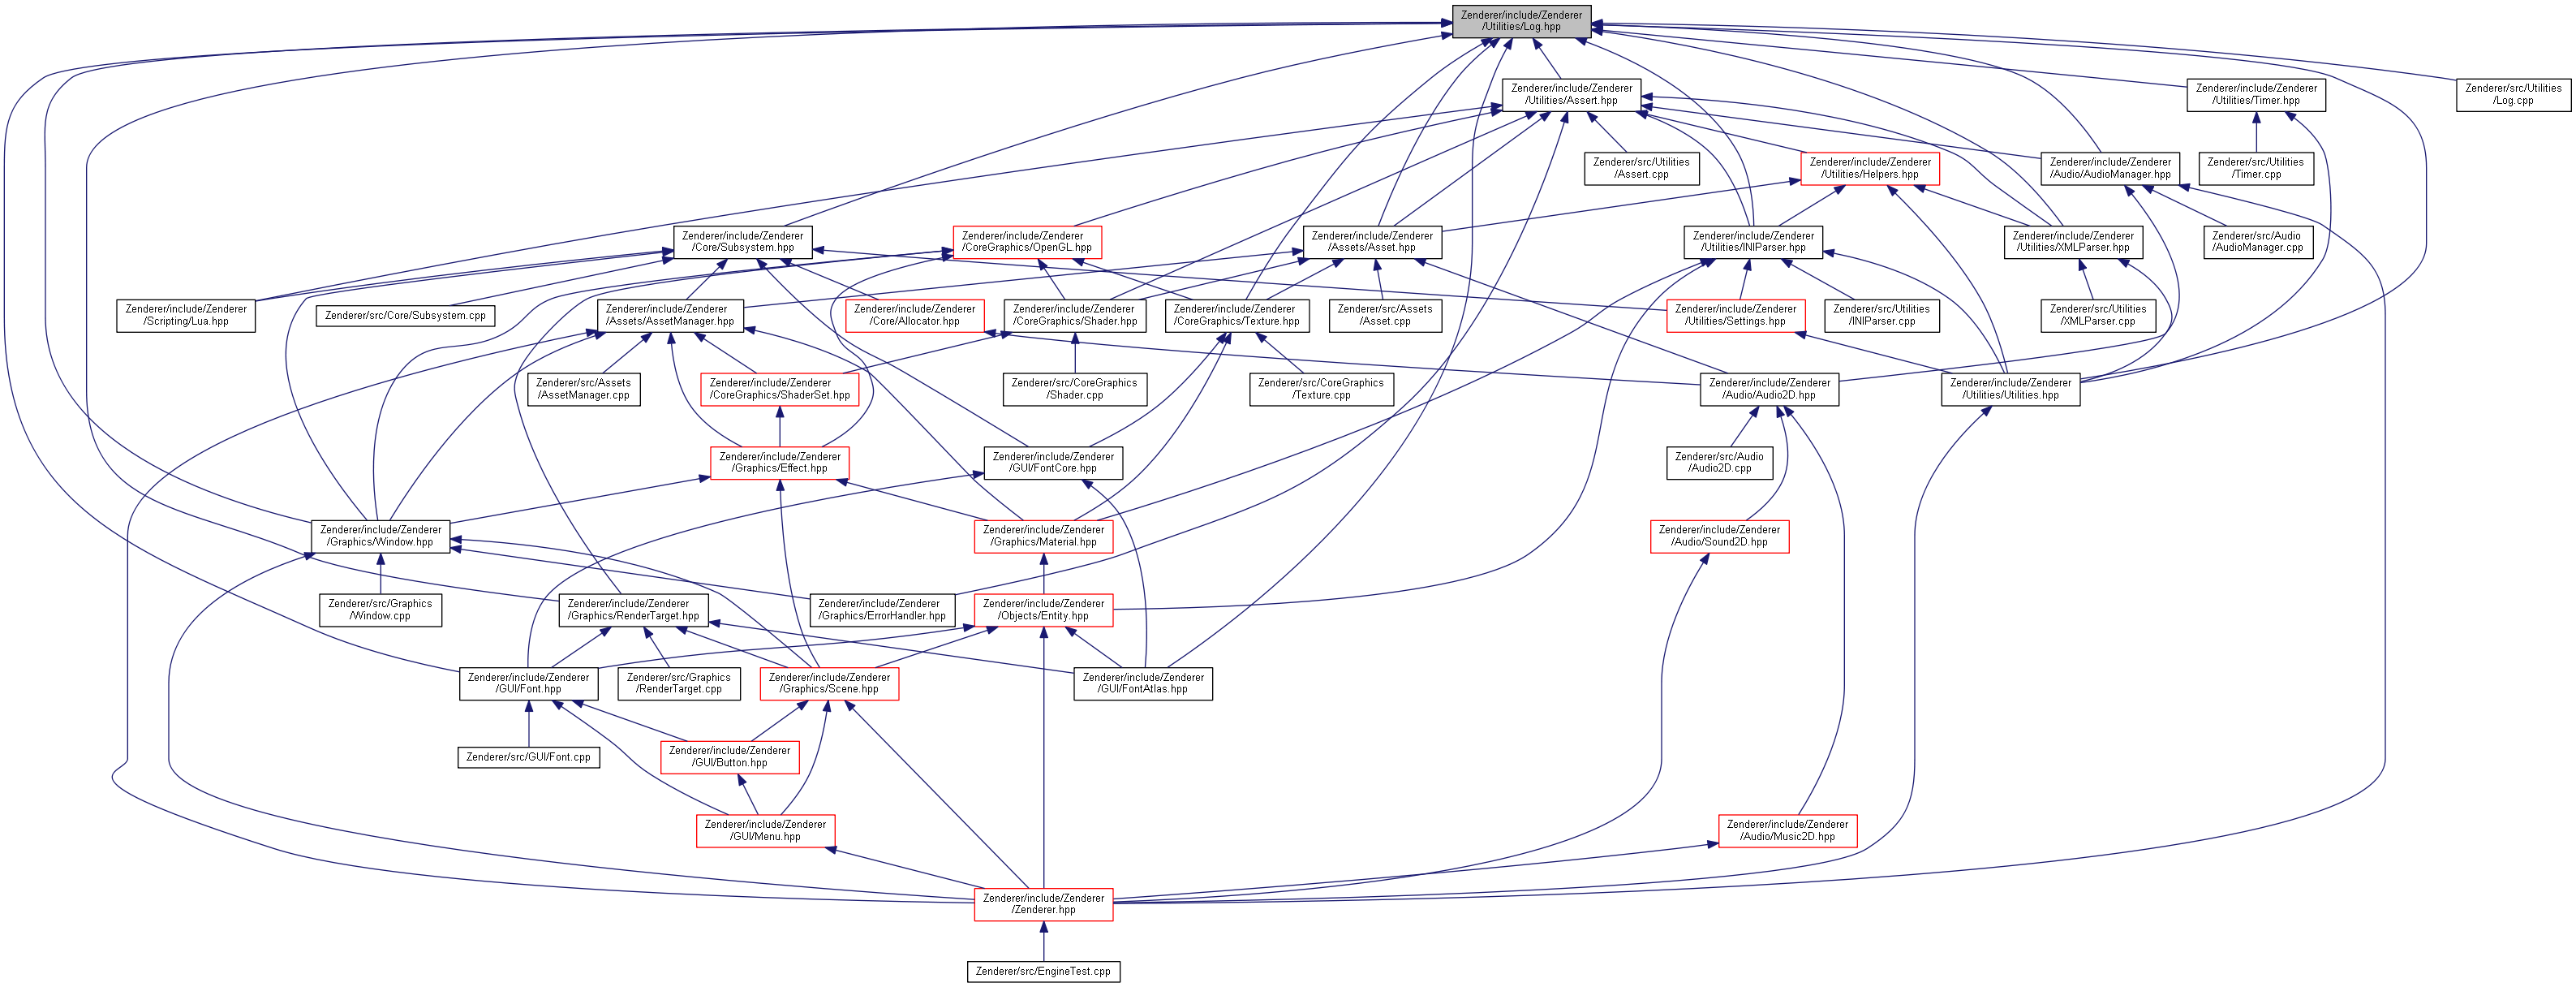 Zenderer/include/Zenderer
/Utilities/Log.hpp
Zenderer/include/Zenderer
/Utilities/Assert.hpp
Zenderer/include/Zenderer
/Utilities/Timer.hpp
Zenderer/src/Utilities
/Log.cpp
Zenderer/src/Utilities
/Assert.cpp
Zenderer/include/Zenderer
/Utilities/Helpers.hpp
Zenderer/include/Zenderer
/Audio/AudioManager.hpp
Zenderer/src/Utilities
/Timer.cpp
Zenderer/include/Zenderer
/Core/Subsystem.hpp
Zenderer/include/Zenderer
/CoreGraphics/OpenGL.hpp
Zenderer/include/Zenderer
/Assets/Asset.hpp
Zenderer/include/Zenderer
/Utilities/INIParser.hpp
Zenderer/include/Zenderer
/Utilities/XMLParser.hpp
Zenderer/src/Audio
/AudioManager.cpp
Zenderer/include/Zenderer
/Scripting/Lua.hpp
Zenderer/src/Core/Subsystem.cpp
Zenderer/include/Zenderer
/Assets/AssetManager.hpp
Zenderer/include/Zenderer
/Core/Allocator.hpp
Zenderer/include/Zenderer
/CoreGraphics/Shader.hpp
Zenderer/include/Zenderer
/CoreGraphics/Texture.hpp
Zenderer/src/Assets
/Asset.cpp
Zenderer/include/Zenderer
/Utilities/Settings.hpp
Zenderer/src/Utilities
/INIParser.cpp
Zenderer/src/Utilities
/XMLParser.cpp
Zenderer/src/Assets
/AssetManager.cpp
Zenderer/include/Zenderer
/CoreGraphics/ShaderSet.hpp
Zenderer/src/CoreGraphics
/Shader.cpp
Zenderer/src/CoreGraphics
/Texture.cpp
Zenderer/include/Zenderer
/Audio/Audio2D.hpp
Zenderer/include/Zenderer
/Utilities/Utilities.hpp
Zenderer/include/Zenderer
/Graphics/Effect.hpp
Zenderer/include/Zenderer
/GUI/FontCore.hpp
Zenderer/src/Audio
/Audio2D.cpp
Zenderer/include/Zenderer
/Graphics/Window.hpp
Zenderer/include/Zenderer
/Graphics/Material.hpp
Zenderer/include/Zenderer
/Audio/Sound2D.hpp
Zenderer/src/Graphics
/Window.cpp
Zenderer/include/Zenderer
/Graphics/RenderTarget.hpp
Zenderer/include/Zenderer
/Graphics/ErrorHandler.hpp
Zenderer/include/Zenderer
/Objects/Entity.hpp
Zenderer/include/Zenderer
/GUI/Font.hpp
Zenderer/src/Graphics
/RenderTarget.cpp
Zenderer/include/Zenderer
/Graphics/Scene.hpp
Zenderer/include/Zenderer
/GUI/FontAtlas.hpp
Zenderer/src/GUI/Font.cpp
Zenderer/include/Zenderer
/GUI/Button.hpp
Zenderer/include/Zenderer
/GUI/Menu.hpp
Zenderer/include/Zenderer
/Audio/Music2D.hpp
Zenderer/include/Zenderer
/Zenderer.hpp
Zenderer/src/EngineTest.cpp